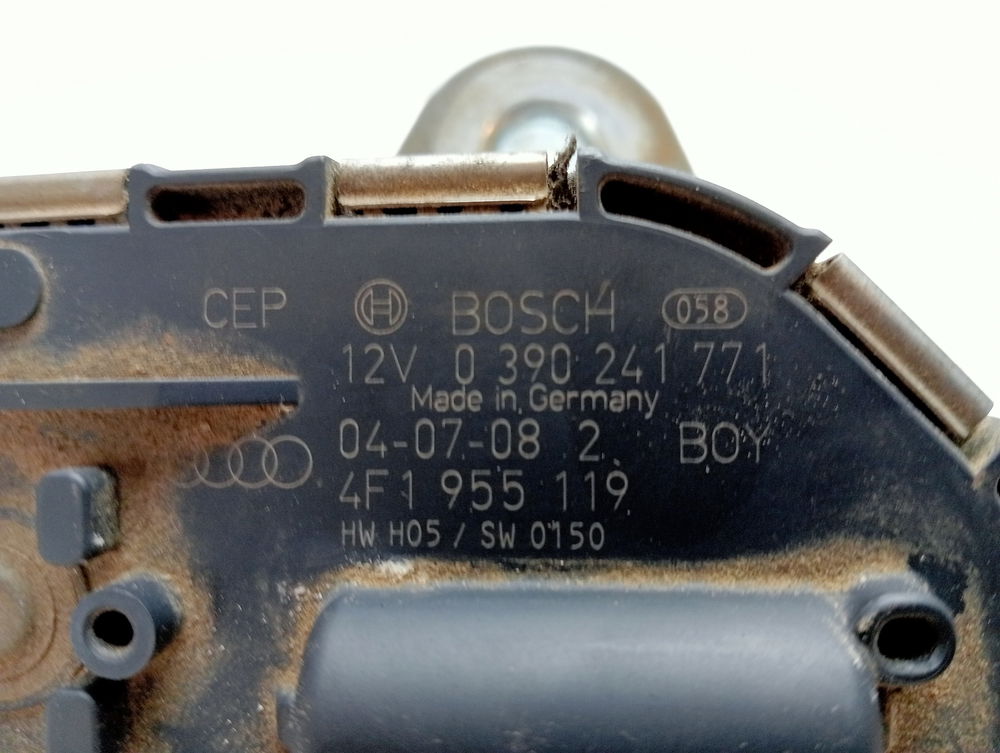 CEP H BOSCH 058
12V 0 390 241 771
Made in Germany
04-07-08 2 BOY
4F1 955 119
HW H05 / SW 0150